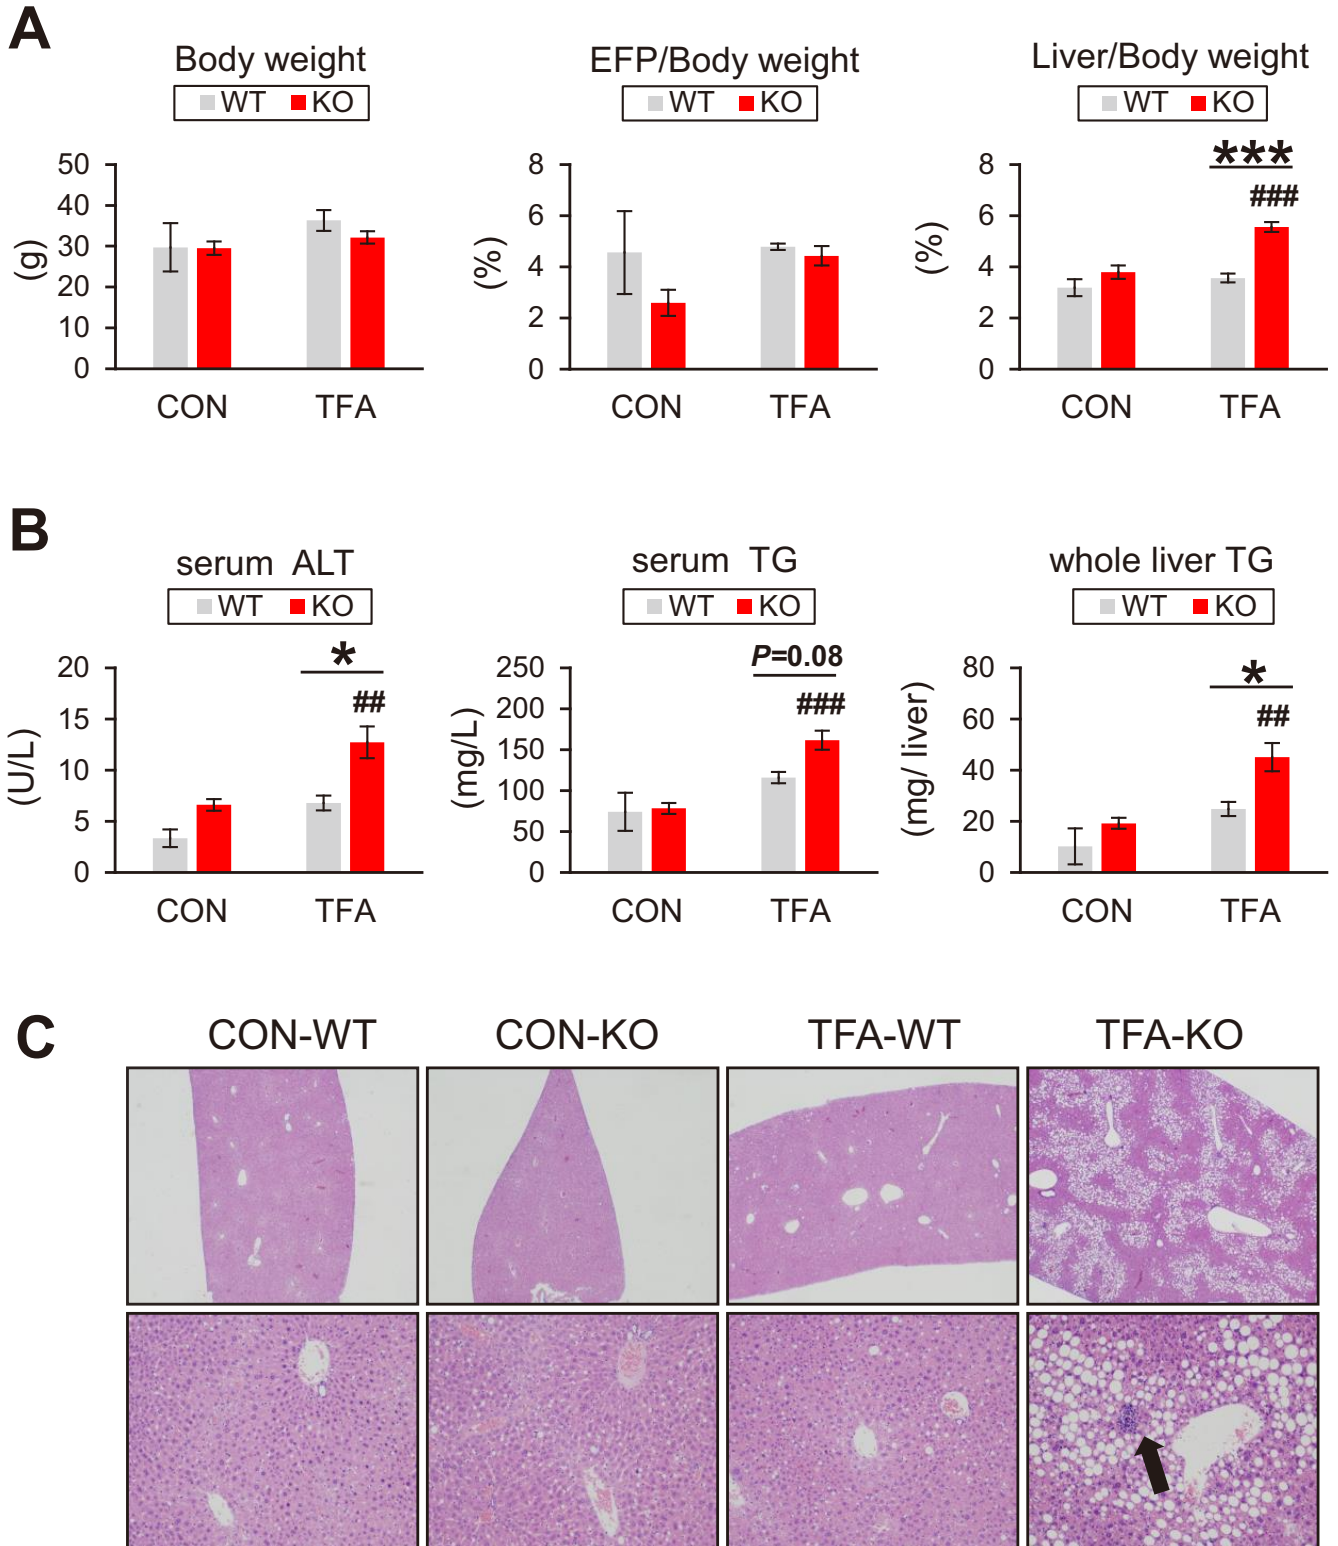 A
Body weight
EFP/Body weight
Liver/Body weight
WT KO
WT KO
WT KO
(g)
50
40
30
20
10
0
CON TFA
(%)
8
6
4
2
0
CON TFA
(%)
8
6
4
2
0
***
###
CON TFA
B
serum ALT
serum TG
whole liver TG
WT KO
WT KO
WT KO
(U/L)
20
15
10
5
0
*
##
CON TFA
(mg/L)
250
200
150
100
50
0
P=0.08
###
CON TFA
(mg/ liver)
80
60
40
20
0
*
##
CON TFA
C
CON-WT
CON-KO
TFA-WT
TFA-KO